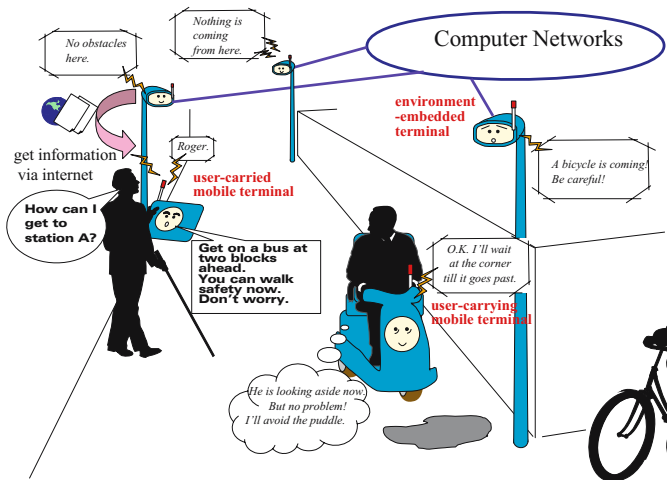 Nothing is
coming
from here.
No obstacles
here.
Computer Networks
environment
-embedded
terminal
Roger.
get information
via internet
user-carried
mobile terminal
A bicycle is coming!
Be careful!
How can I
get to
station A?
Get on a bus at
two blocks
ahead.
You can walk
safety now.
Don't worry.
O.K. I'll wait
at the corner
till it goes past.
user-carrying
mobile terminal
He is looking aside now.
But no problem!
I'll avoid the puddle.